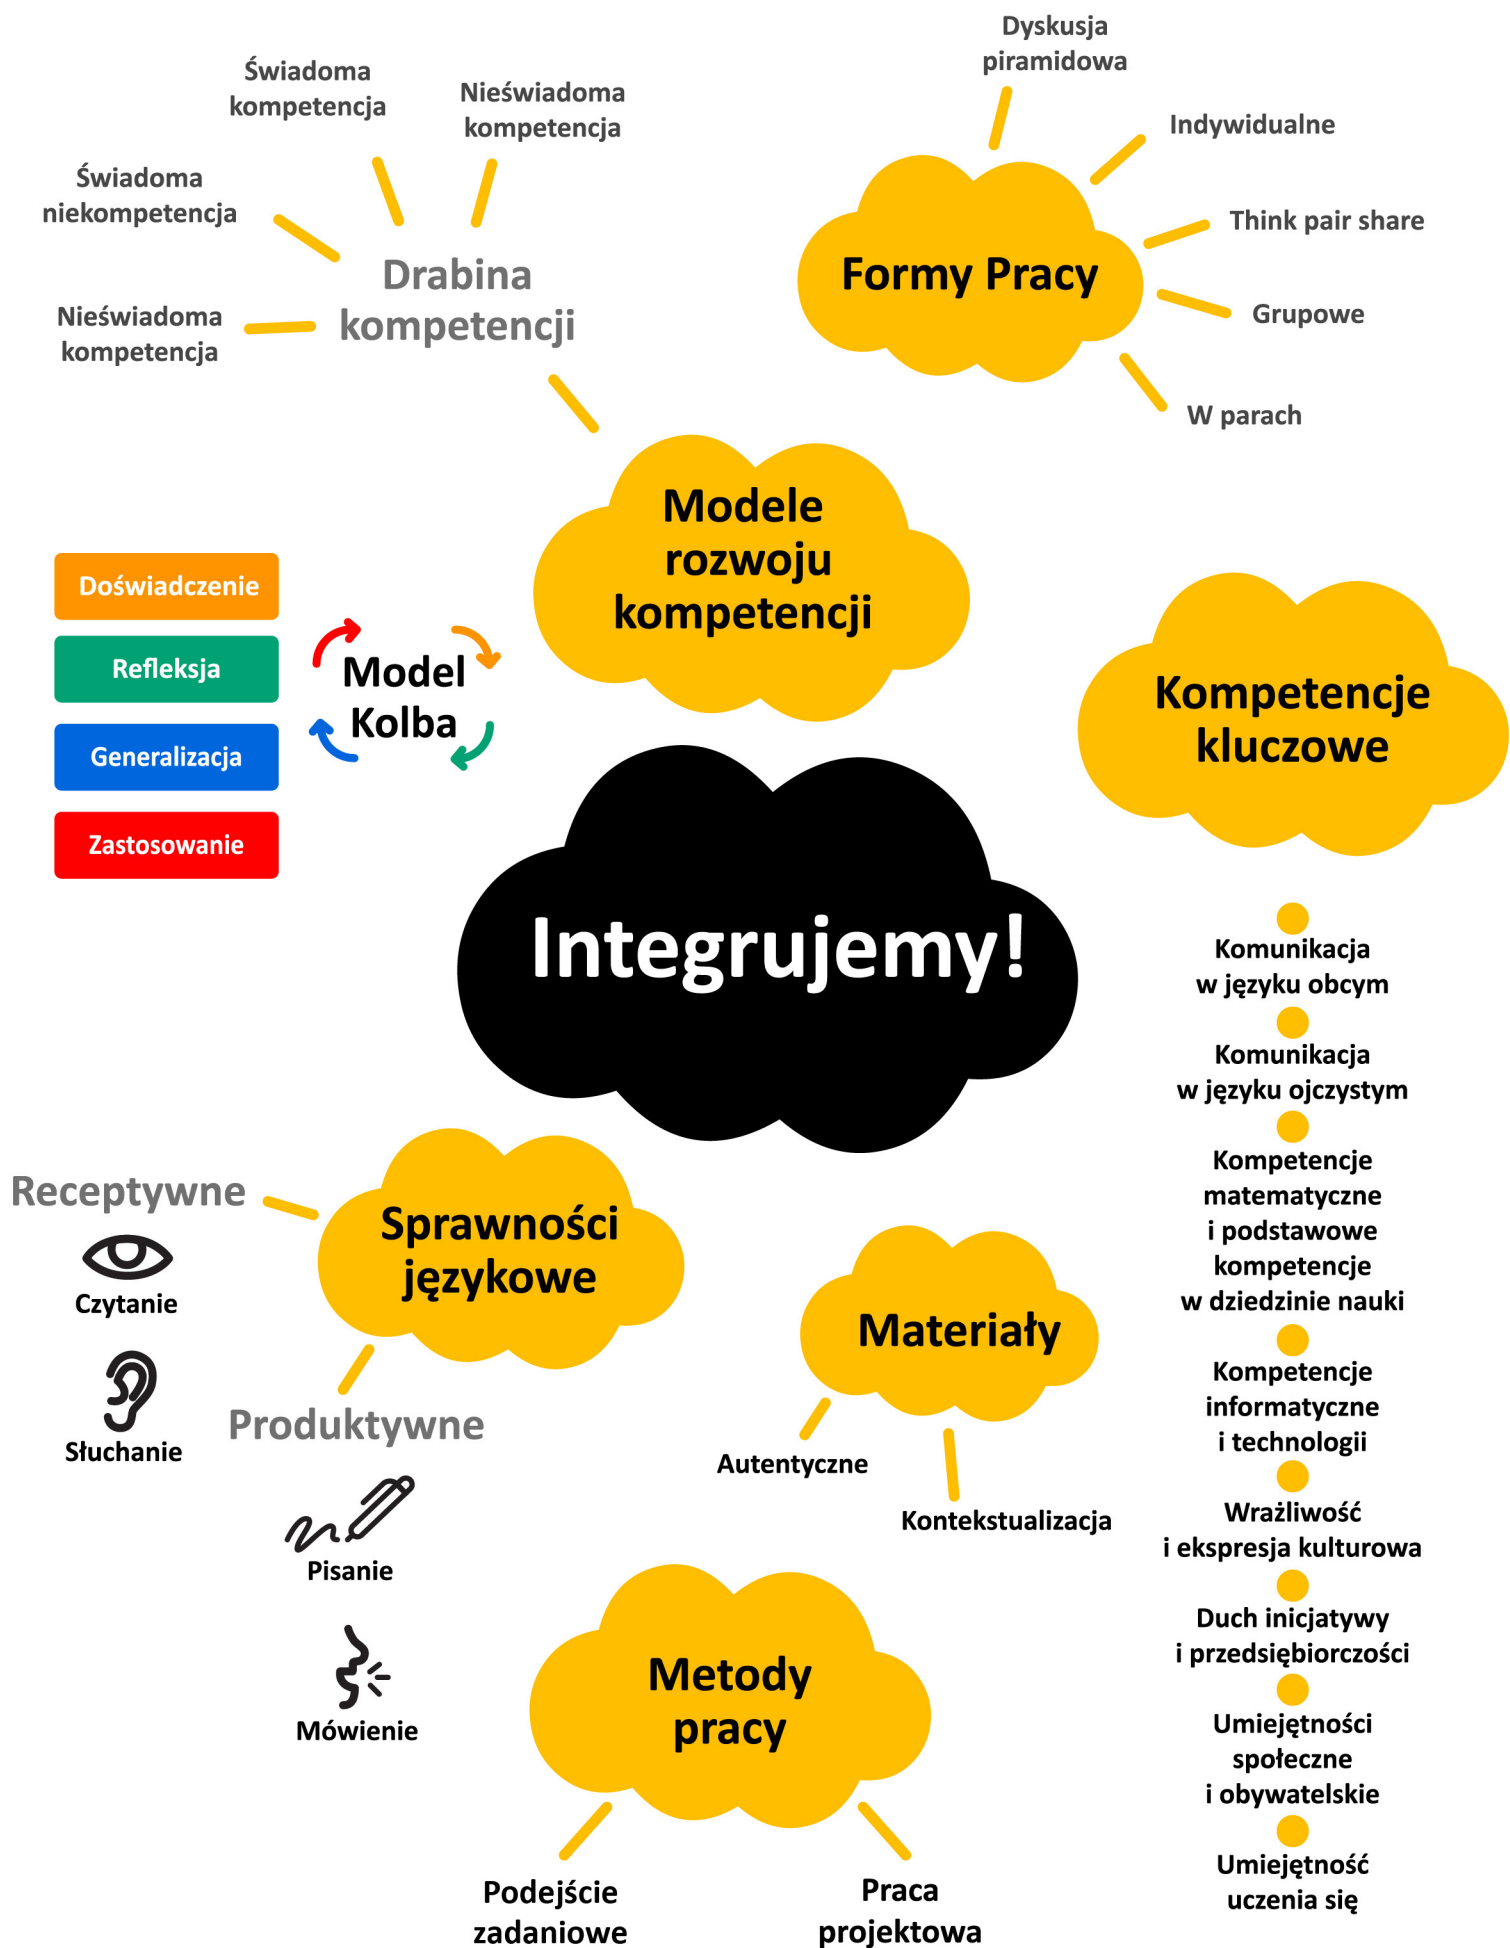 Świadoma
kompetencja
Nieświadoma
kompetencja
Świadoma
niekompetencja
Nieświadoma
kompetencja
Drabina
kompetencji
Dyskusja
piramidowa
Indywidualne
Think pair share
Grupowe
W parach
Formy Pracy
Modele
rozwoju
kompetencji
Doświadczenie
Refleksja
Generalizacja
Zastosowanie
Model
Kolba
Kompetencje
kluczowe
Integrujemy!
Komunikacja
w języku obcym
Komunikacja
w języku ojczystym
Kompetencje
matematyczne
i podstawowe
kompetencje
w dziedzinie nauki
Kompetencje
informatyczne
i technologii
Wrażliwość
i ekspresja kulturowa
Duch inicjatywy
i przedsiębiorczości
Umiejętności
społeczne
i obywatelskie
Umiejętność
uczenia się
Receptywne
Czytanie
Słuchanie
Sprawności
językowe
Produktywne
Pisanie
Mówienie
Materiały
Autentyczne
Kontekstualizacja
Metody
pracy
Podejście
zadaniowe
Praca
projektowa